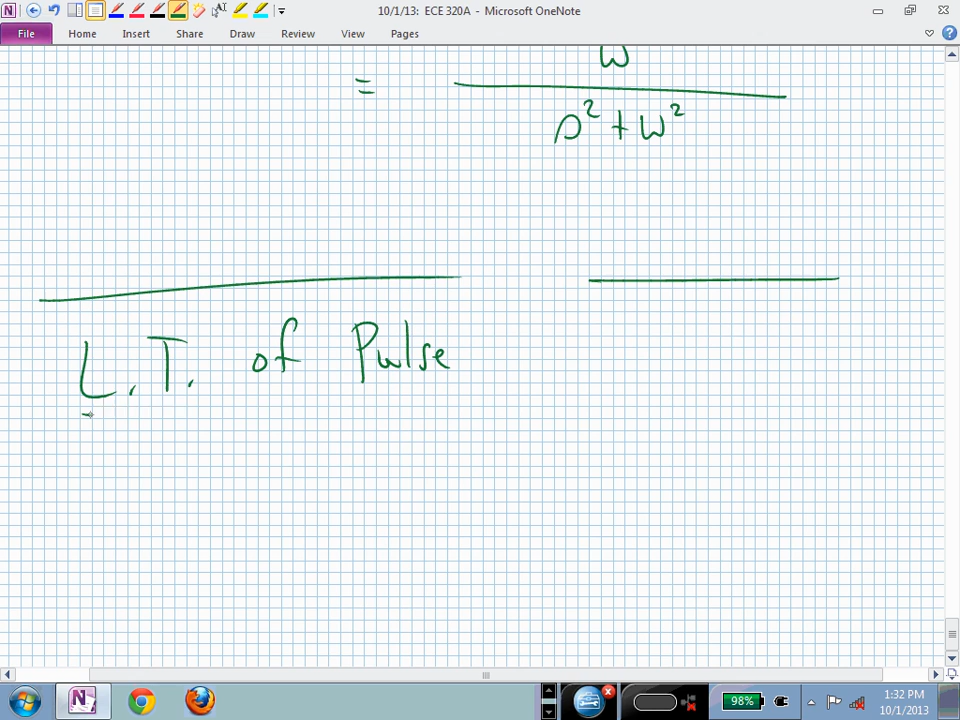 10/1/13: ECE 320A - Microsoft OneNote
File Home Insert Share Draw Review View Pages
= ω
s² + ω²
L.T. of Pulse
98%
1:32 PM
10/1/2013